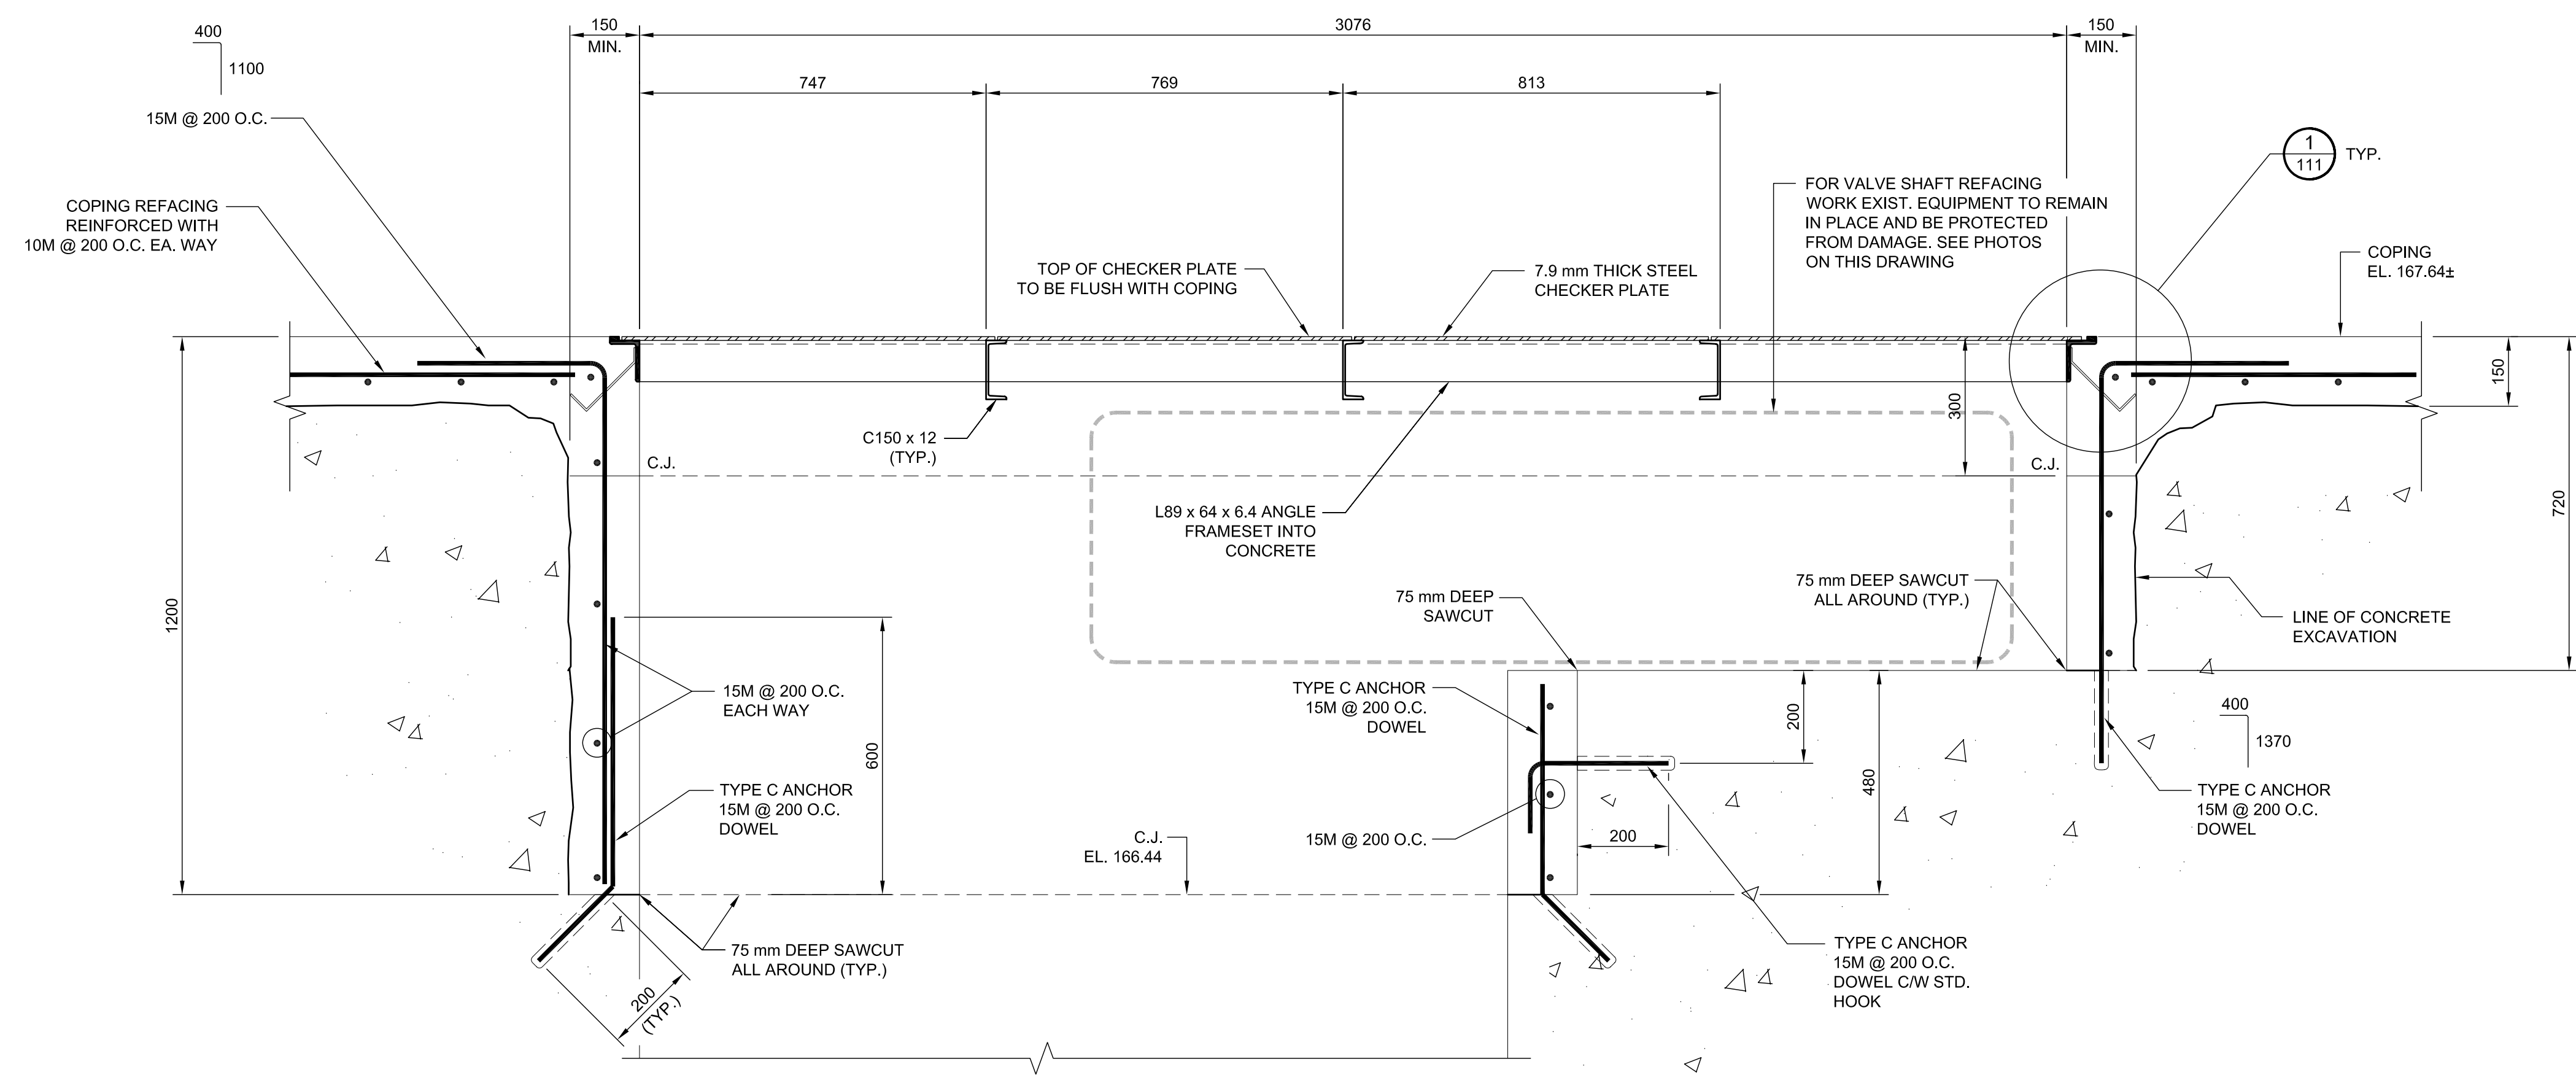 150
MIN.
3076
150
MIN.
400
1100
747
769
813
15M @ 200 O.C.
1
111
TYP.
COPING REFACING
REINFORCED WITH
10M @ 200 O.C. EA. WAY
FOR VALVE SHAFT REFACING
WORK EXIST. EQUIPMENT TO REMAIN
IN PLACE AND BE PROTECTED
FROM DAMAGE. SEE PHOTOS
ON THIS DRAWING
TOP OF CHECKER PLATE
TO BE FLUSH WITH COPING
7.9 mm THICK STEEL
CHECKER PLATE
COPING
EL. 167.64±
150
300
C150 x 12
(TYP.)
C.J.
C.J.
L89 x 64 x 6.4 ANGLE
FRAMESET INTO
CONCRETE
720
1200
75 mm DEEP
SAWCUT
75 mm DEEP SAWCUT
ALL AROUND (TYP.)
LINE OF CONCRETE
EXCAVATION
15M @ 200 O.C.
EACH WAY
600
TYPE C ANCHOR
15M @ 200 O.C.
DOWEL
200
480
400
1370
TYPE C ANCHOR
15M @ 200 O.C.
DOWEL
TYPE C ANCHOR
15M @ 200 O.C.
DOWEL
15M @ 200 O.C.
200
C.J.
EL. 166.44
75 mm DEEP SAWCUT
ALL AROUND (TYP.)
TYPE C ANCHOR
15M @ 200 O.C.
DOWEL C/W STD.
HOOK
200
(TYP.)